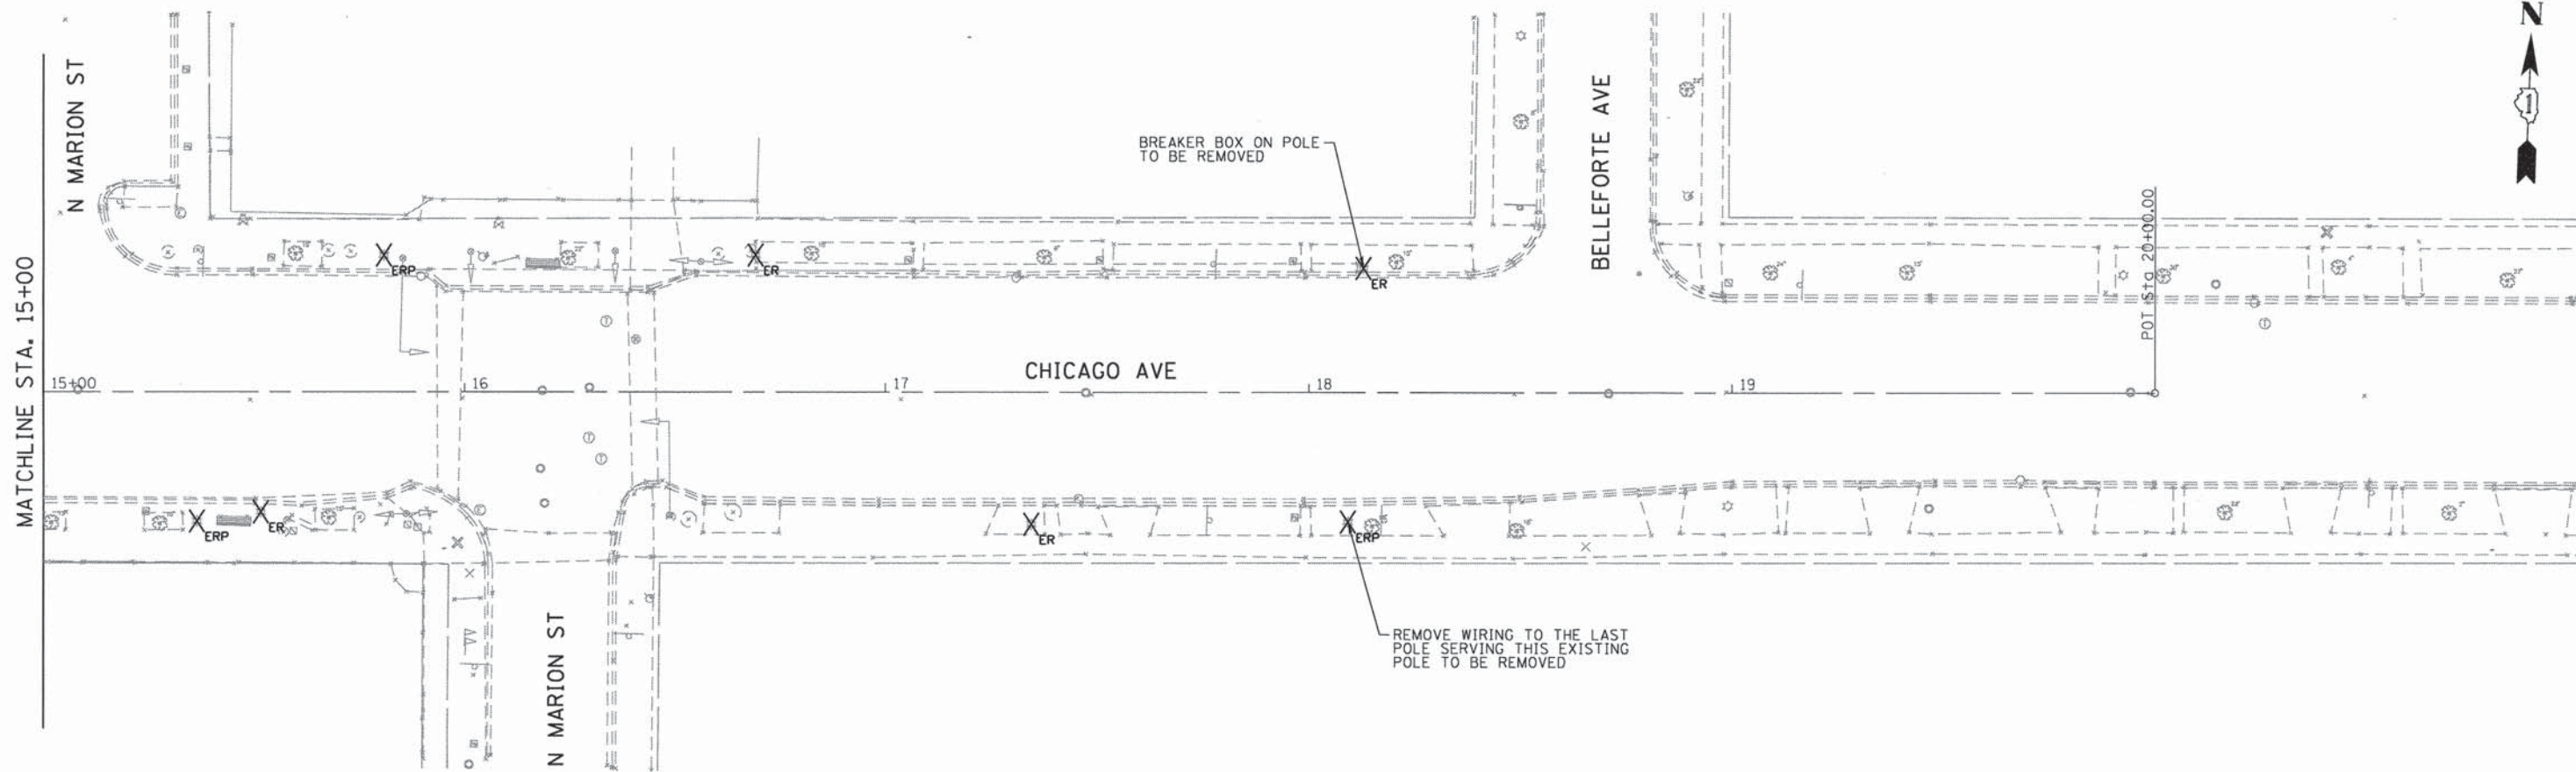 N
1
N MARION ST
BELLEFORTE AVE
BREAKER BOX ON POLE
TO BE REMOVED
ERP
ER
ER
POT Sta 20+00.00
MATCHLINE STA. 15+00
CHICAGO AVE
15+00
16
17
18
19
ERP
ER
ER
ERP
REMOVE WIRING TO THE LAST
POLE SERVING THIS EXISTING
POLE TO BE REMOVED
N MARION ST